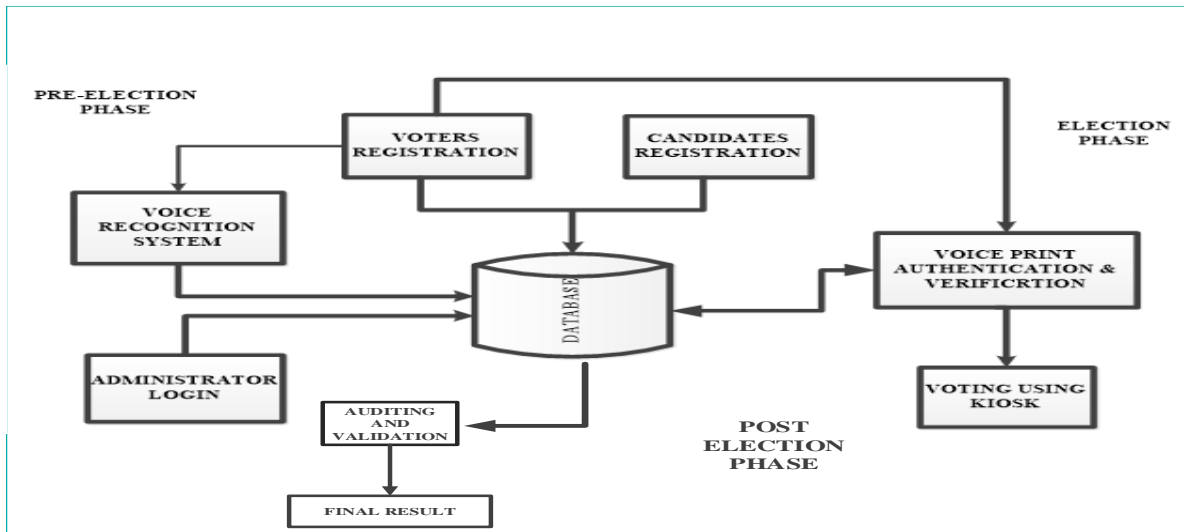 PRE-ELECTION
PHASE
VOTERS
REGISTRATION
CANDIDATES
REGISTRATION
ELECTION
PHASE
VOICE
RECOGNITION
SYSTEM
VOICE PRINT
AUTHENTICATION &
VERIFICRTION
DATABASE
ADMINISTRATOR
LOGIN
VOTING USING
KIOSK
AUDITING
AND
VALIDATION
POST
ELECTION
PHASE
FINAL RESULT